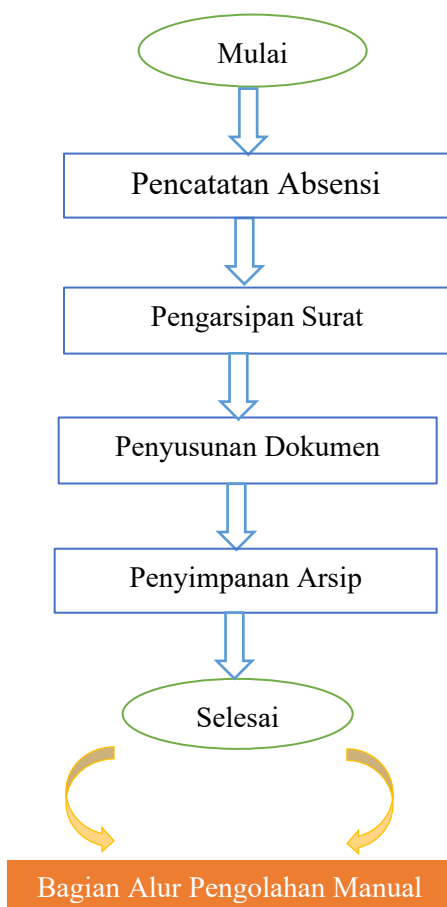 Mulai
Pencatatan Absensi
Pengarsipan Surat
Penyusunan Dokumen
Penyimpanan Arsip
Selesai
Bagian Alur Pengolahan Manual